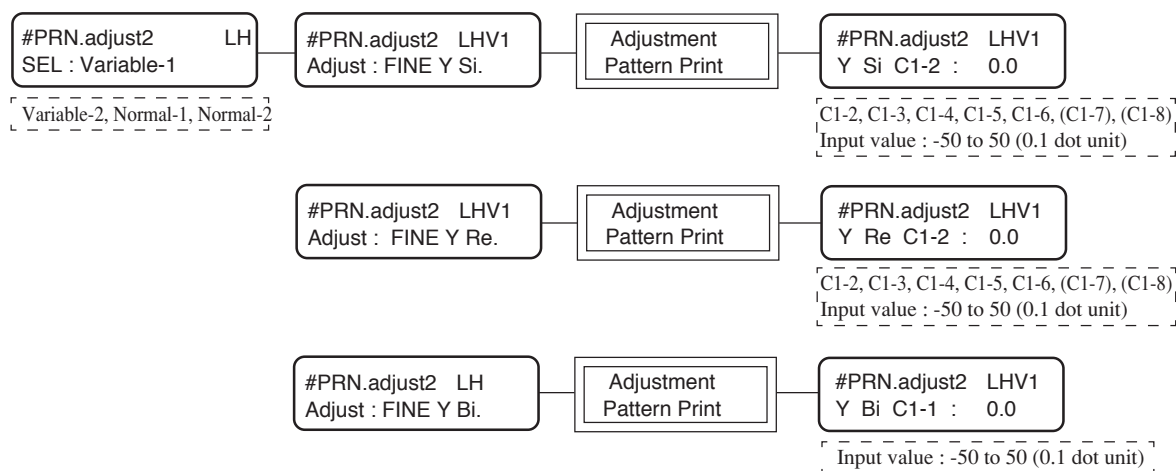 #PRN.adjust2 LH
SEL : Variable-1
Variable-2, Normal-1, Normal-2
#PRN.adjust2 LHV1
Adjust : FINE Y Si.
Adjustment
Pattern Print
#PRN.adjust2 LHV1
Y Si C1-2 : 0.0
C1-2, C1-3, C1-4, C1-5, C1-6, (C1-7), (C1-8)
Input value : -50 to 50 (0.1 dot unit)
#PRN.adjust2 LHV1
Adjust : FINE Y Re.
Adjustment
Pattern Print
#PRN.adjust2 LHV1
Y Re C1-2 : 0.0
C1-2, C1-3, C1-4, C1-5, C1-6, (C1-7), (C1-8)
Input value : -50 to 50 (0.1 dot unit)
#PRN.adjust2 LH
Adjust : FINE Y Bi.
Adjustment
Pattern Print
#PRN.adjust2 LHV1
Y Bi C1-1 : 0.0
Input value : -50 to 50 (0.1 dot unit)